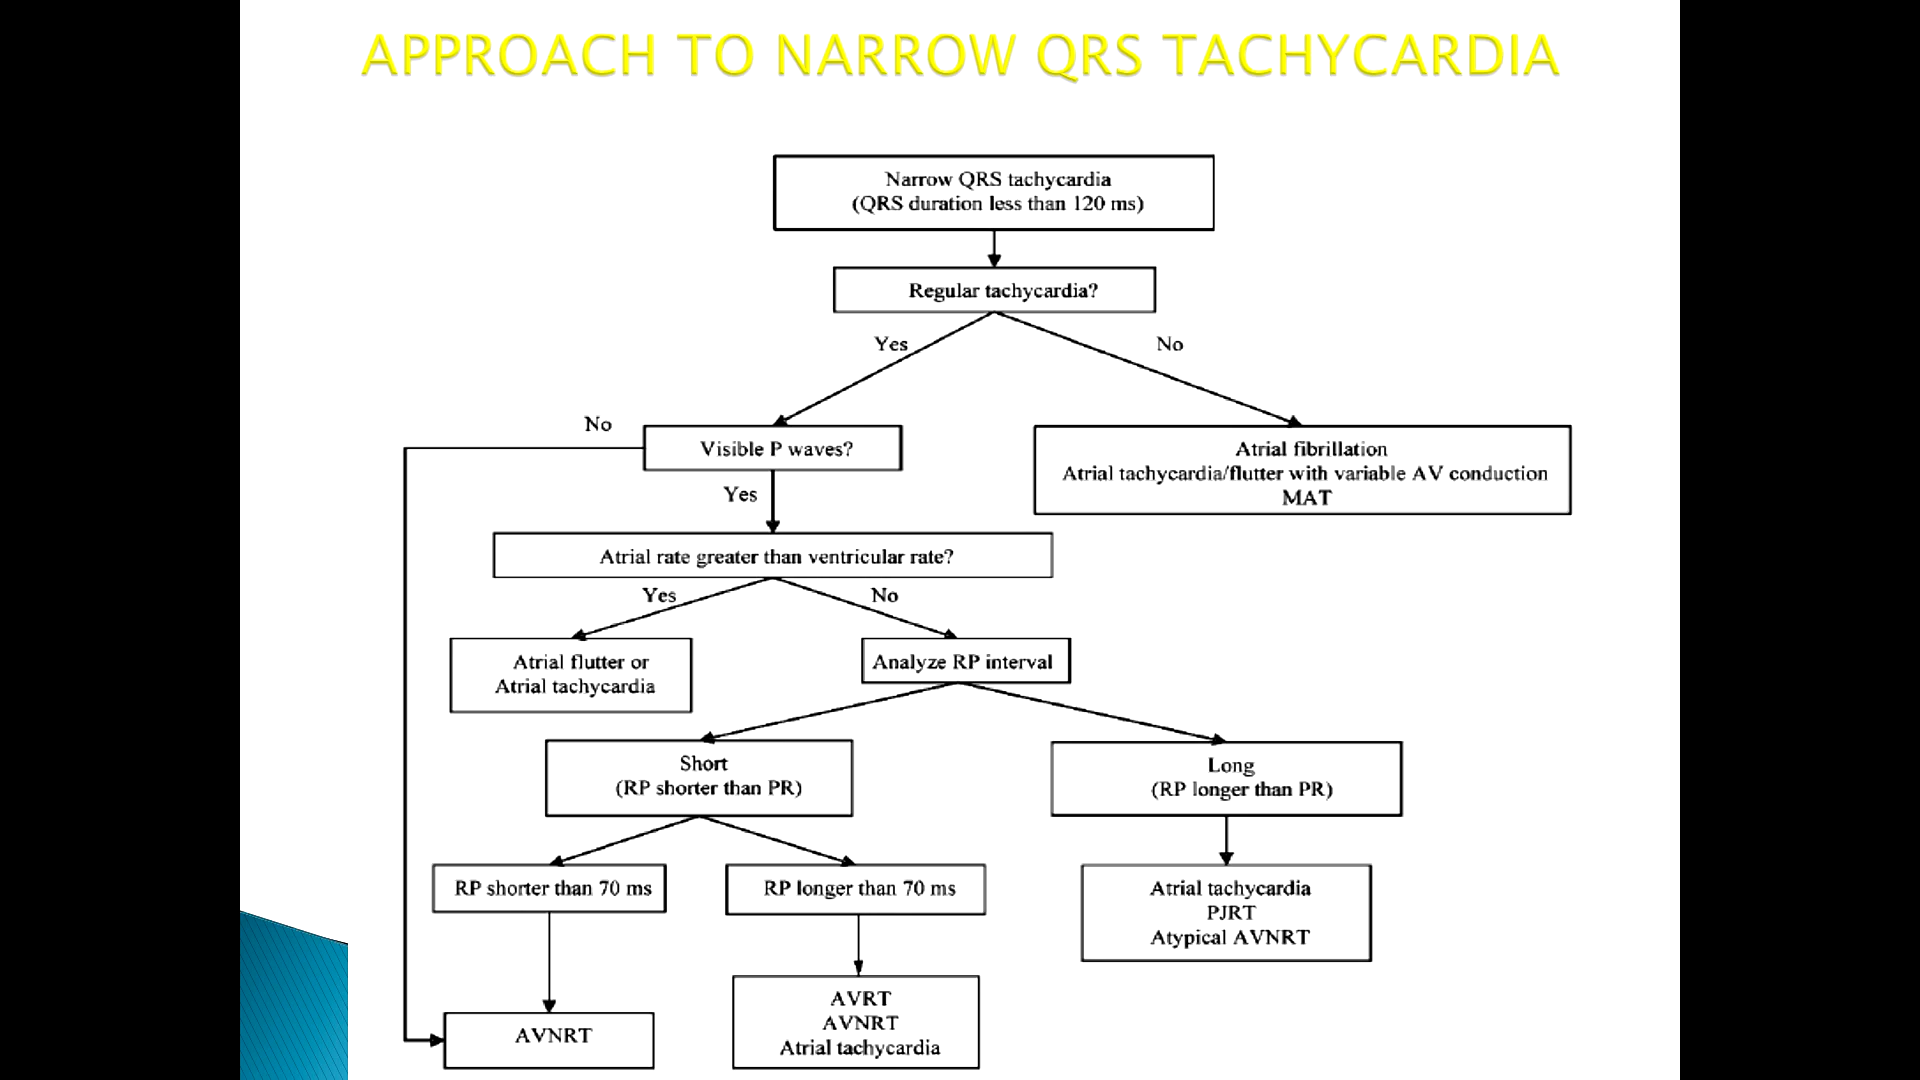 APPROACH TO NARROW QRS TACHYCARDIA
Narrow QRS tachycardia
(QRS duration less than 120 ms)
Regular tachycardia?
Yes
No
No
Visible P waves?
Yes
Atrial fibrillation
Atrial tachycardia/flutter with variable AV conduction
MAT
Atrial rate greater than ventricular rate?
Yes
No
Atrial flutter or
Atrial tachycardia
Analyze RP interval
Short
(RP shorter than PR)
Long
(RP longer than PR)
RP shorter than 70 ms
RP longer than 70 ms
Atrial tachycardia
PJRT
Atypical AVNRT
AVNRT
AVRT
AVNRT
Atrial tachycardia